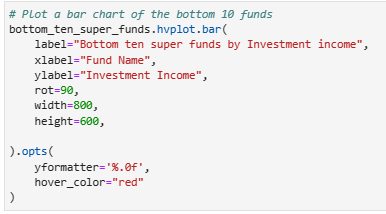 # Plot a bar chart of the bottom 10 funds
bottom_ten_super_funds.hvplot.bar(
    label="Bottom ten super funds by Investment income",
    xlabel="Fund Name",
    ylabel="Investment Income",
    rot=90,
    width=800,
    height=600,

).opts(
    yformatter='%.0f',
    hover_color="red"
)